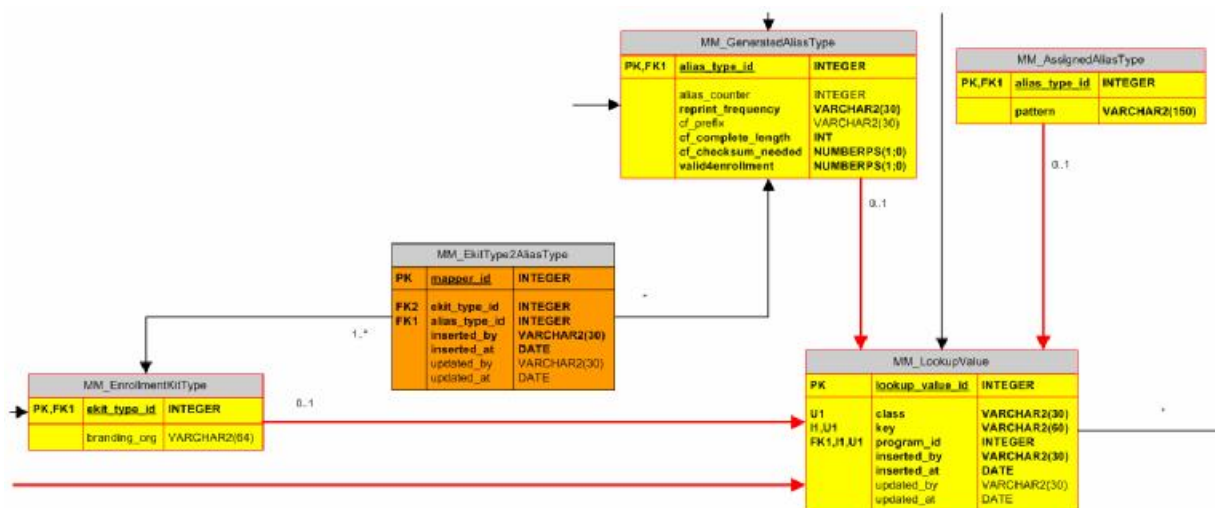 MM_GeneratedAliasType
PK,FK1 alias_type_id INTEGER
alias_counter INTEGER
reprint_frequency VARCHAR2(30)
cf_prefix VARCHAR2(30)
cf_complete_length INT
cf_checksum_needed NUMBERPS(1;0)
valid4enrollment NUMBERPS(1;0)
MM_AssignedAliasType
PK,FK1 alias_type_id INTEGER
pattern VARCHAR2(150)
0..1
0..1
MM_EkitType2AliasType
PK mapper_id INTEGER
FK2 ekit_type_id INTEGER
FK1 alias_type_id INTEGER
inserted_by VARCHAR2(30)
inserted_at DATE
updated_by VARCHAR2(30)
updated_at DATE
*
1..*
MM_EnrollmentKitType
PK,FK1 ekit_type_id INTEGER
branding_org VARCHAR2(64)
0..1
MM_LookupValue
PK lookup_value_id INTEGER
U1 class VARCHAR2(30)
I1,U1 key VARCHAR2(60)
FK1,I1,U1 program_id INTEGER
inserted_by VARCHAR2(30)
inserted_at DATE
updated_by VARCHAR2(30)
updated_at DATE
*